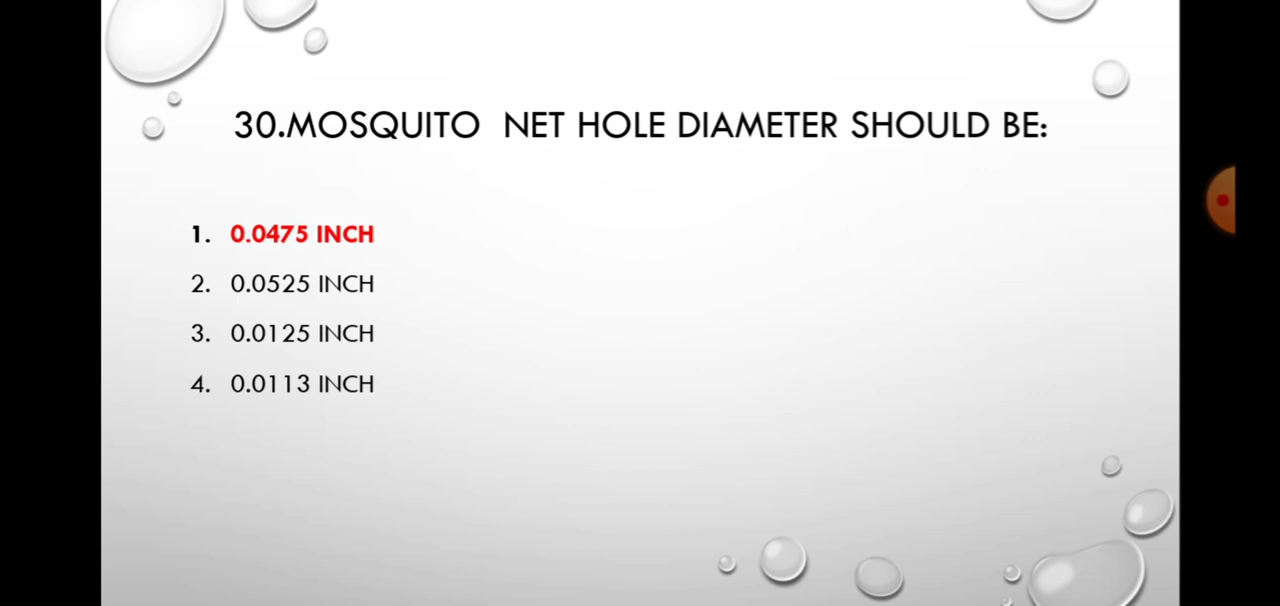 30.MOSQUITO NET HOLE DIAMETER SHOULD BE:
1. 0.0475 INCH
2. 0.0525 INCH
3. 0.0125 INCH
4. 0.0113 INCH